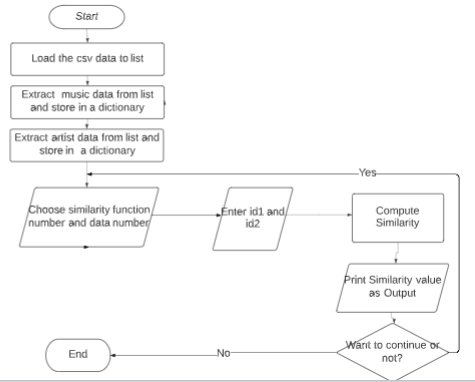 Start
Load the csv data to list
Extract music data from list
and store in a dictionary
Extract artist data from list and
store in a dictionary
Yes
Choose similarity function
number and data number
Enter id1 and
id2
Compute
Similarity
Print Similarity value
as Output
Want to continue or
not?
No
End